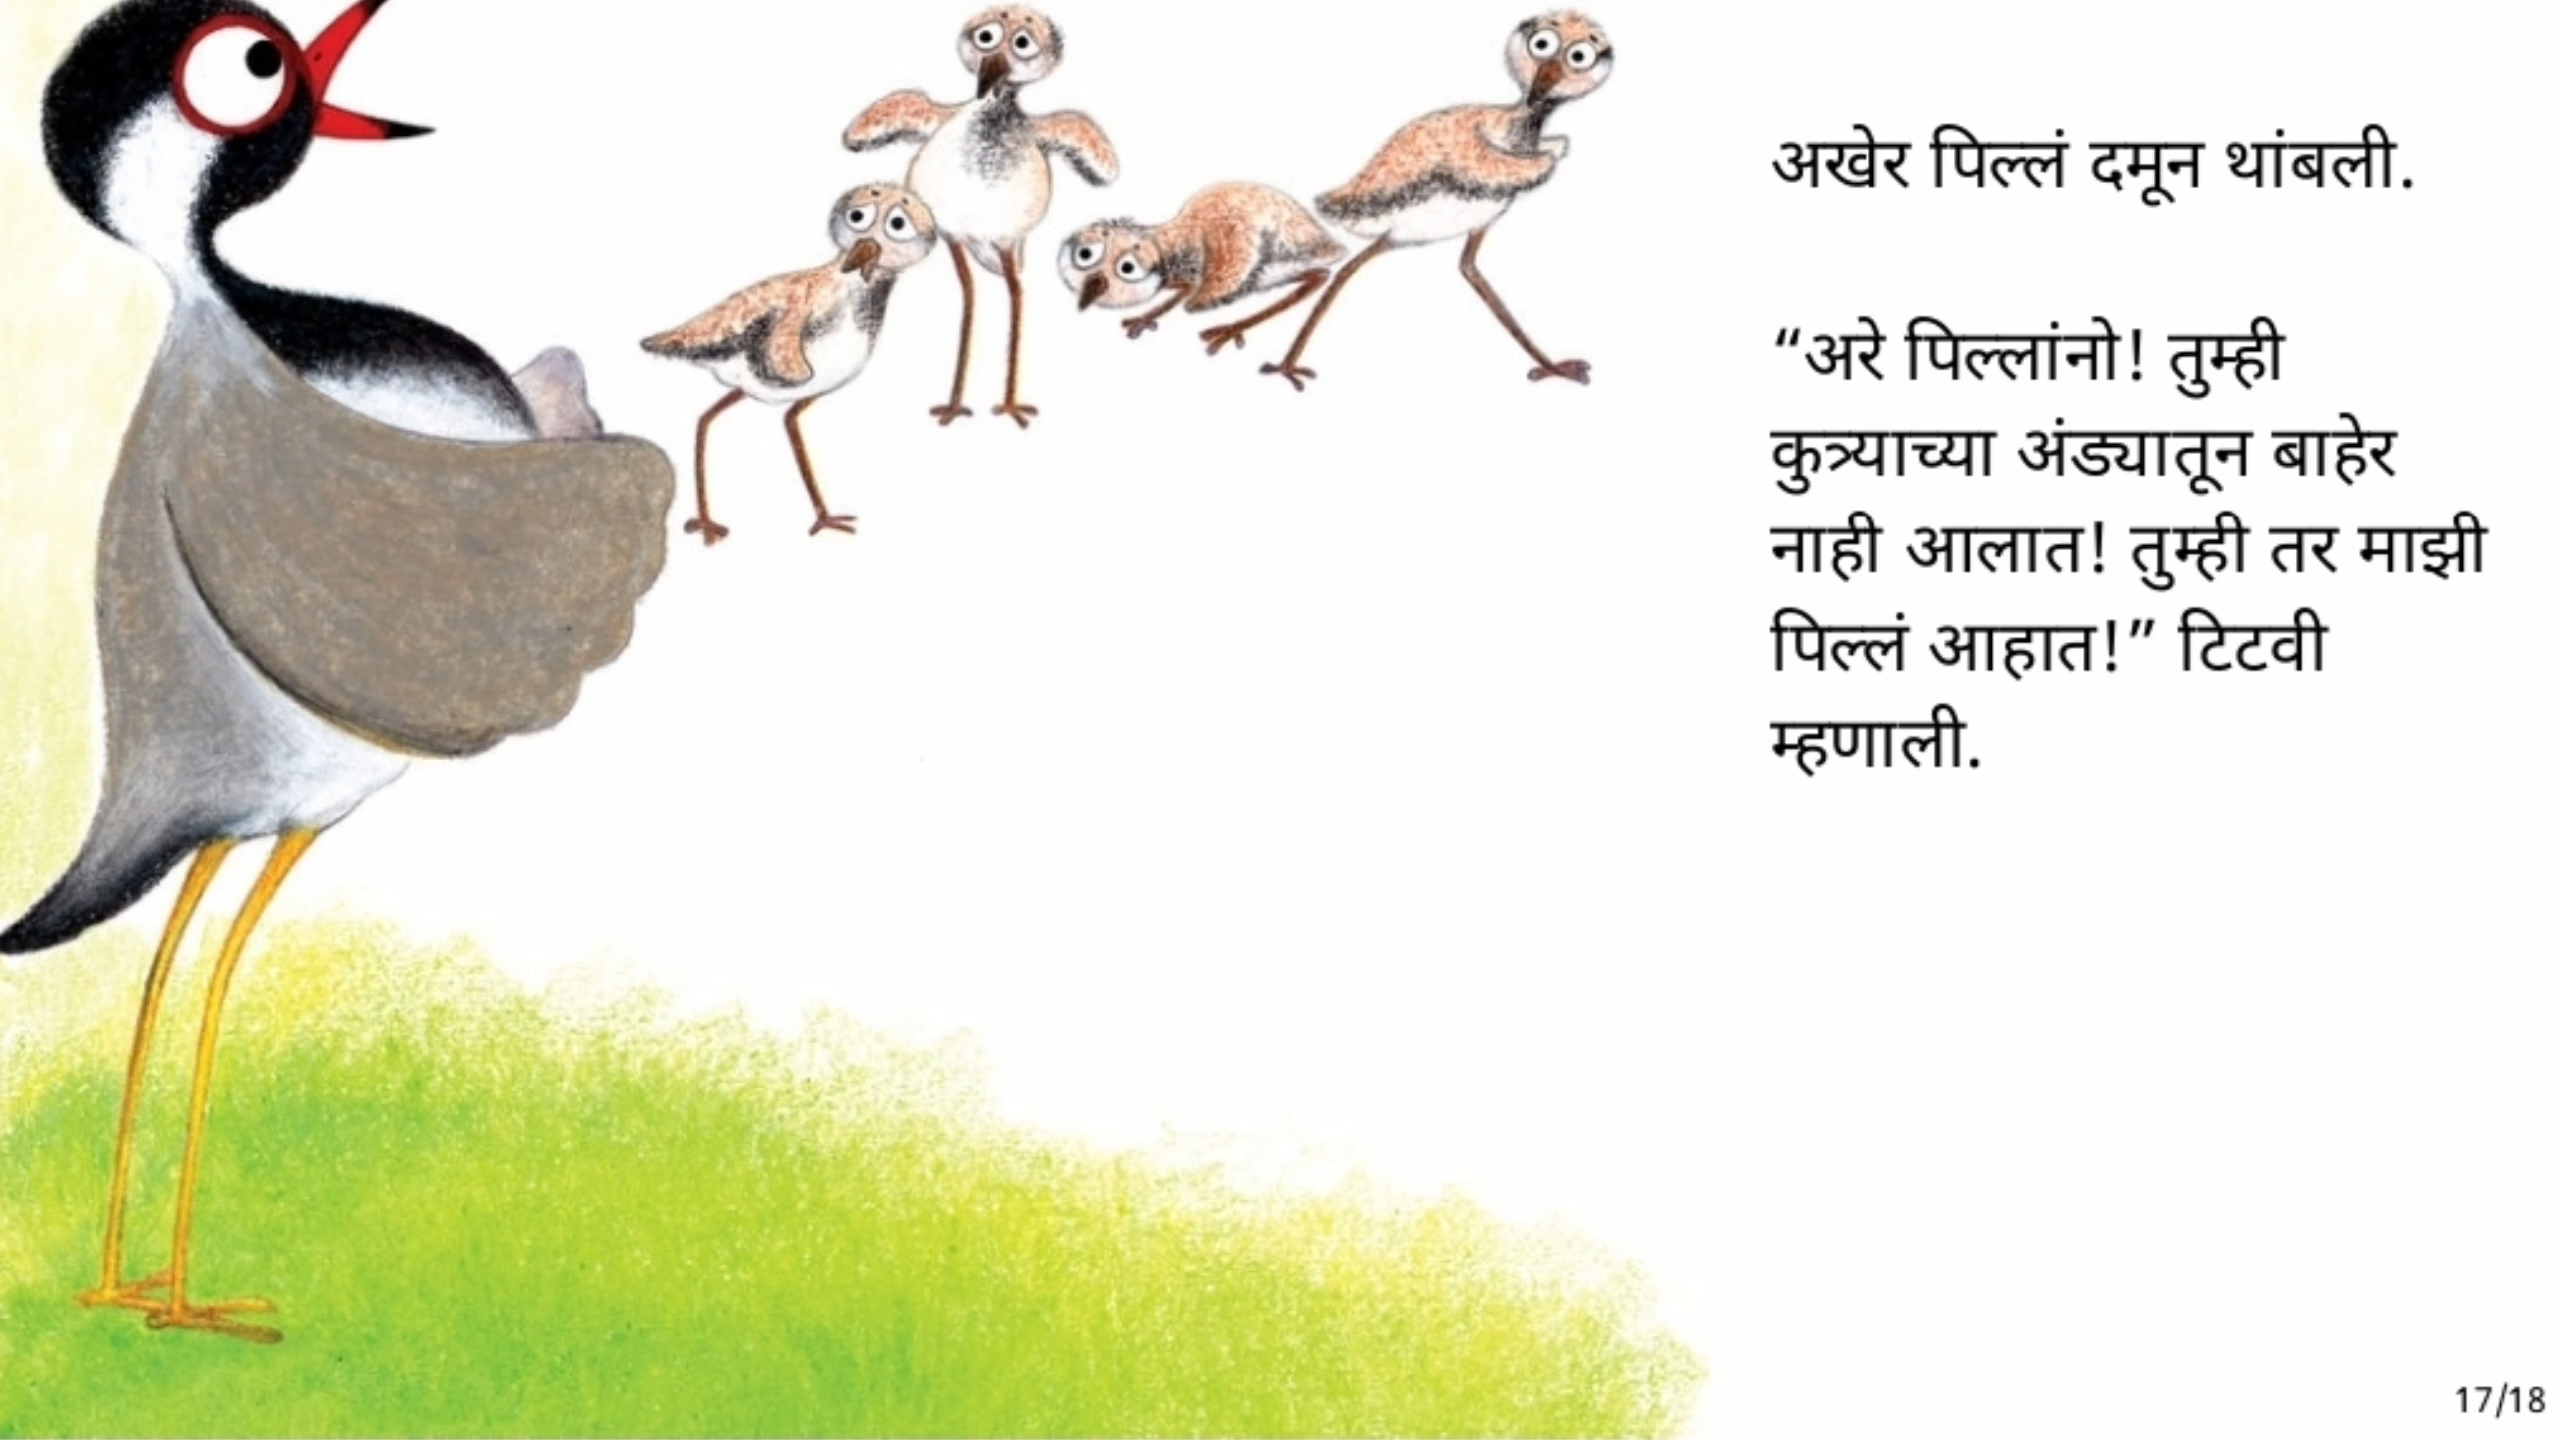 अखेर पिल्लं दमून थांबली.
“अरे पिल्लांनो! तुम्ही
कुत्र्याच्या अंड्यातून बाहेर
नाही आलात! तुम्ही तर माझी
पिल्लं आहात!” टिटवी
म्हणाली.
17/18